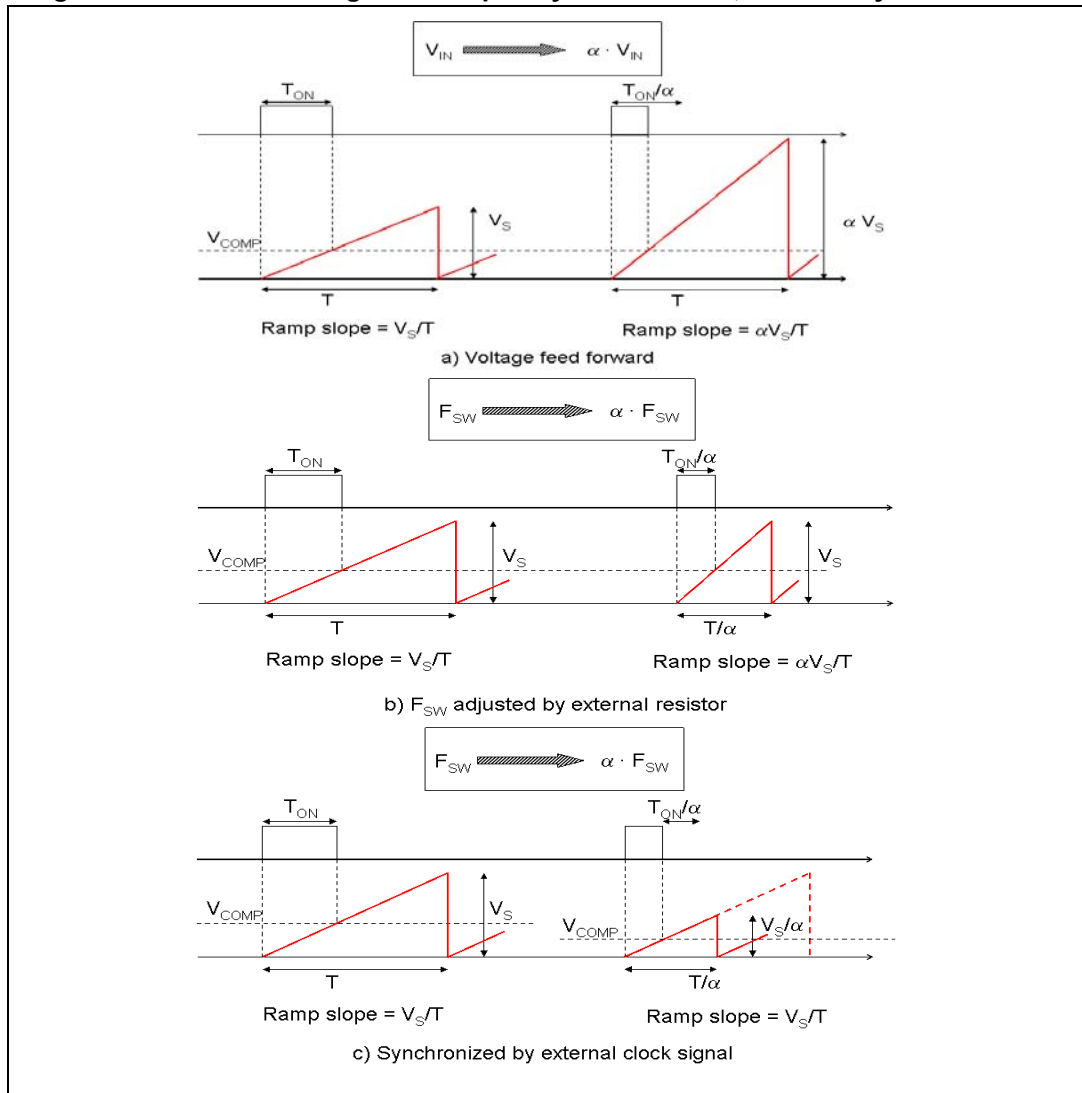 V_IN α · V_IN
T_ON T_ON/α
V_COMP V_S α V_S
T T
Ramp slope = V_S/T Ramp slope = αV_S/T
a) Voltage feed forward
F_SW α · F_SW
T_ON T_ON/α
V_COMP V_S V_S
T T/α
Ramp slope = V_S/T Ramp slope = αV_S/T
b) F_SW adjusted by external resistor
F_SW α · F_SW
T_ON T_ON/α
V_COMP V_S V_COMP V_S/α
T T/α
Ramp slope = V_S/T Ramp slope = V_S/T
c) Synchronized by external clock signal